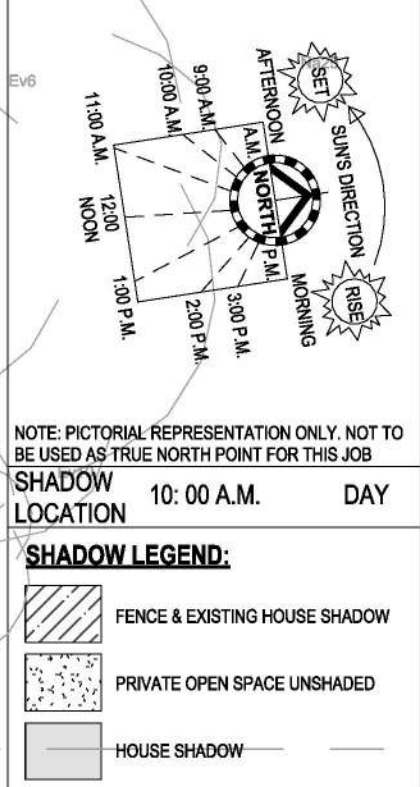 Ev6
Na25
SET
SUN'S DIRECTION
RISE
AFTERNOON
MORNING
9:00 A.M.
10:00 A.M.
11:00 A.M.
12:00
NOON
1:00 P.M.
2:00 P.M.
3:00 P.M.
A.M.
NORTH
P.M.
NOTE: PICTORIAL REPRESENTATION ONLY. NOT TO
BE USED AS TRUE NORTH POINT FOR THIS JOB
SHADOW
LOCATION
10: 00 A.M.
DAY
SHADOW LEGEND:
FENCE & EXISTING HOUSE SHADOW
PRIVATE OPEN SPACE UNSHADED
HOUSE SHADOW